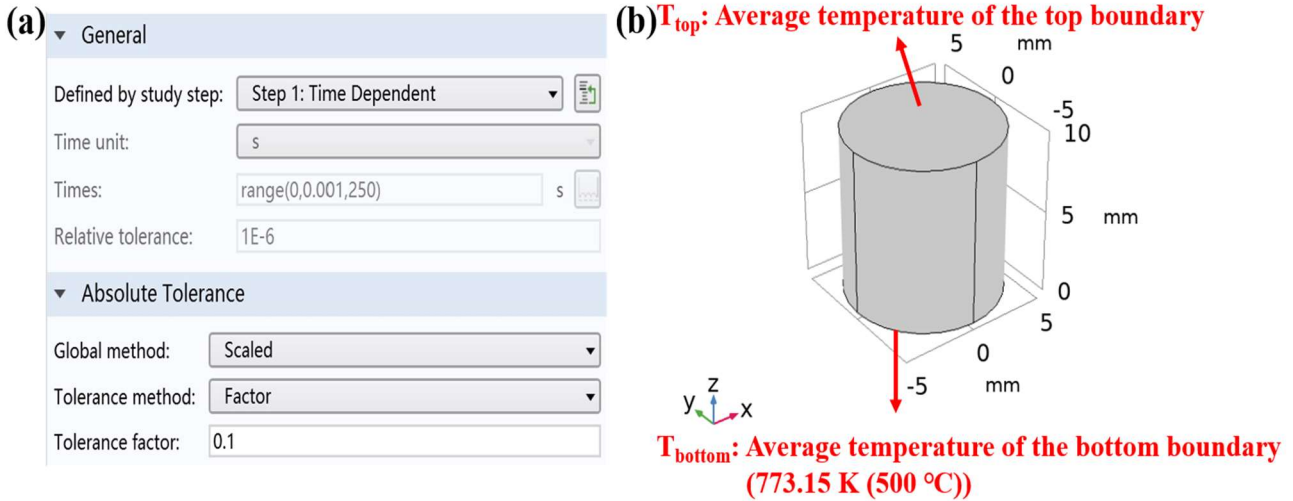 (a)
General
Defined by study step: Step 1: Time Dependent
Time unit: s
Times: range(0,0.001,250) s
Relative tolerance: 1E-6
Absolute Tolerance
Global method: Scaled
Tolerance method: Factor
Tolerance factor: 0.1
(b)
Ttop: Average temperature of the top boundary
5 mm
0
-5
10
5 mm
0
5
0
-5 mm
z
y x
Tbottom: Average temperature of the bottom boundary
(773.15 K (500 °C))